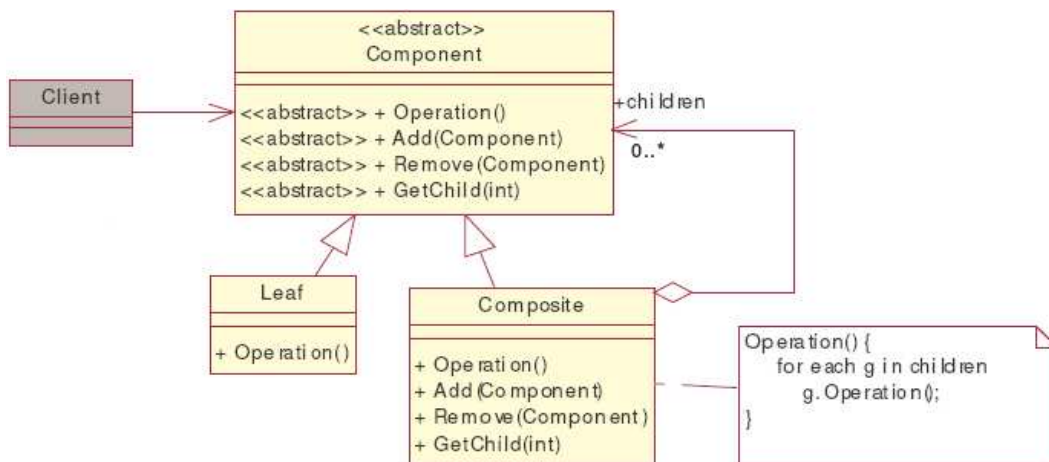 <<abstract>>
Component
Client
<<abstract>> + Operation()
<<abstract>> + Add(Component)
<<abstract>> + Remove(Component)
<<abstract>> + GetChild(int)
+children
0..*
Leaf
+ Operation()
Composite
+ Operation()
+ Add(Component)
+ Remove(Component)
+ GetChild(int)
Operation() {
for each g in children
g.Operation();
}